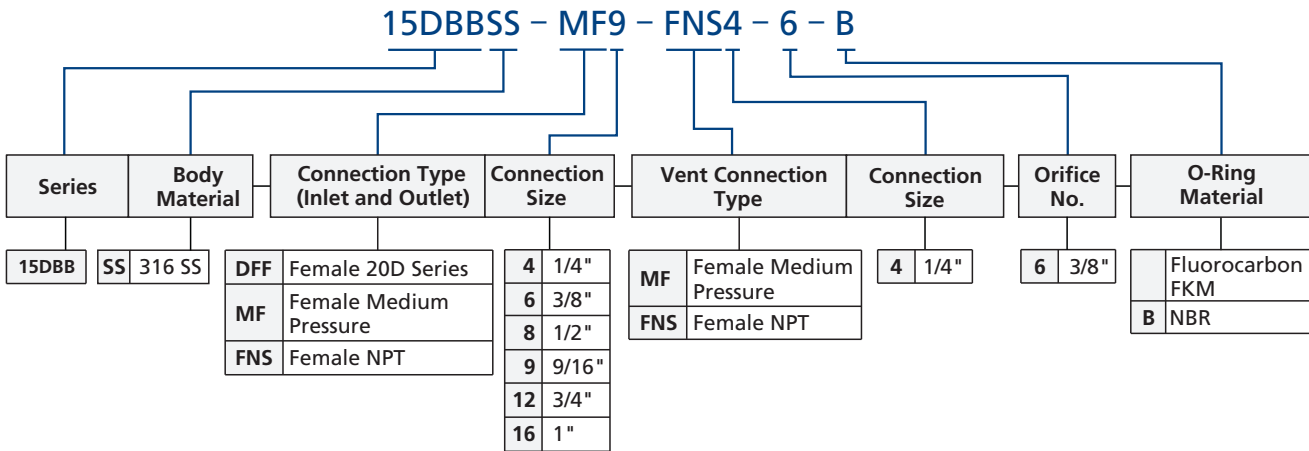 15DBBSS – MF9 – FNS4 – 6 – B
Series
Body
Material
Connection Type
(Inlet and Outlet)
Connection
Size
Vent Connection
Type
Connection
Size
Orifice
No.
O-Ring
Material
15DBB
SS 316 SS
DFF Female 20D Series
MF Female Medium
Pressure
FNS Female NPT
4 1/4"
6 3/8"
8 1/2"
9 9/16"
12 3/4"
16 1"
MF Female Medium
Pressure
FNS Female NPT
4 1/4"
6 3/8"
Fluorocarbon
FKM
B NBR